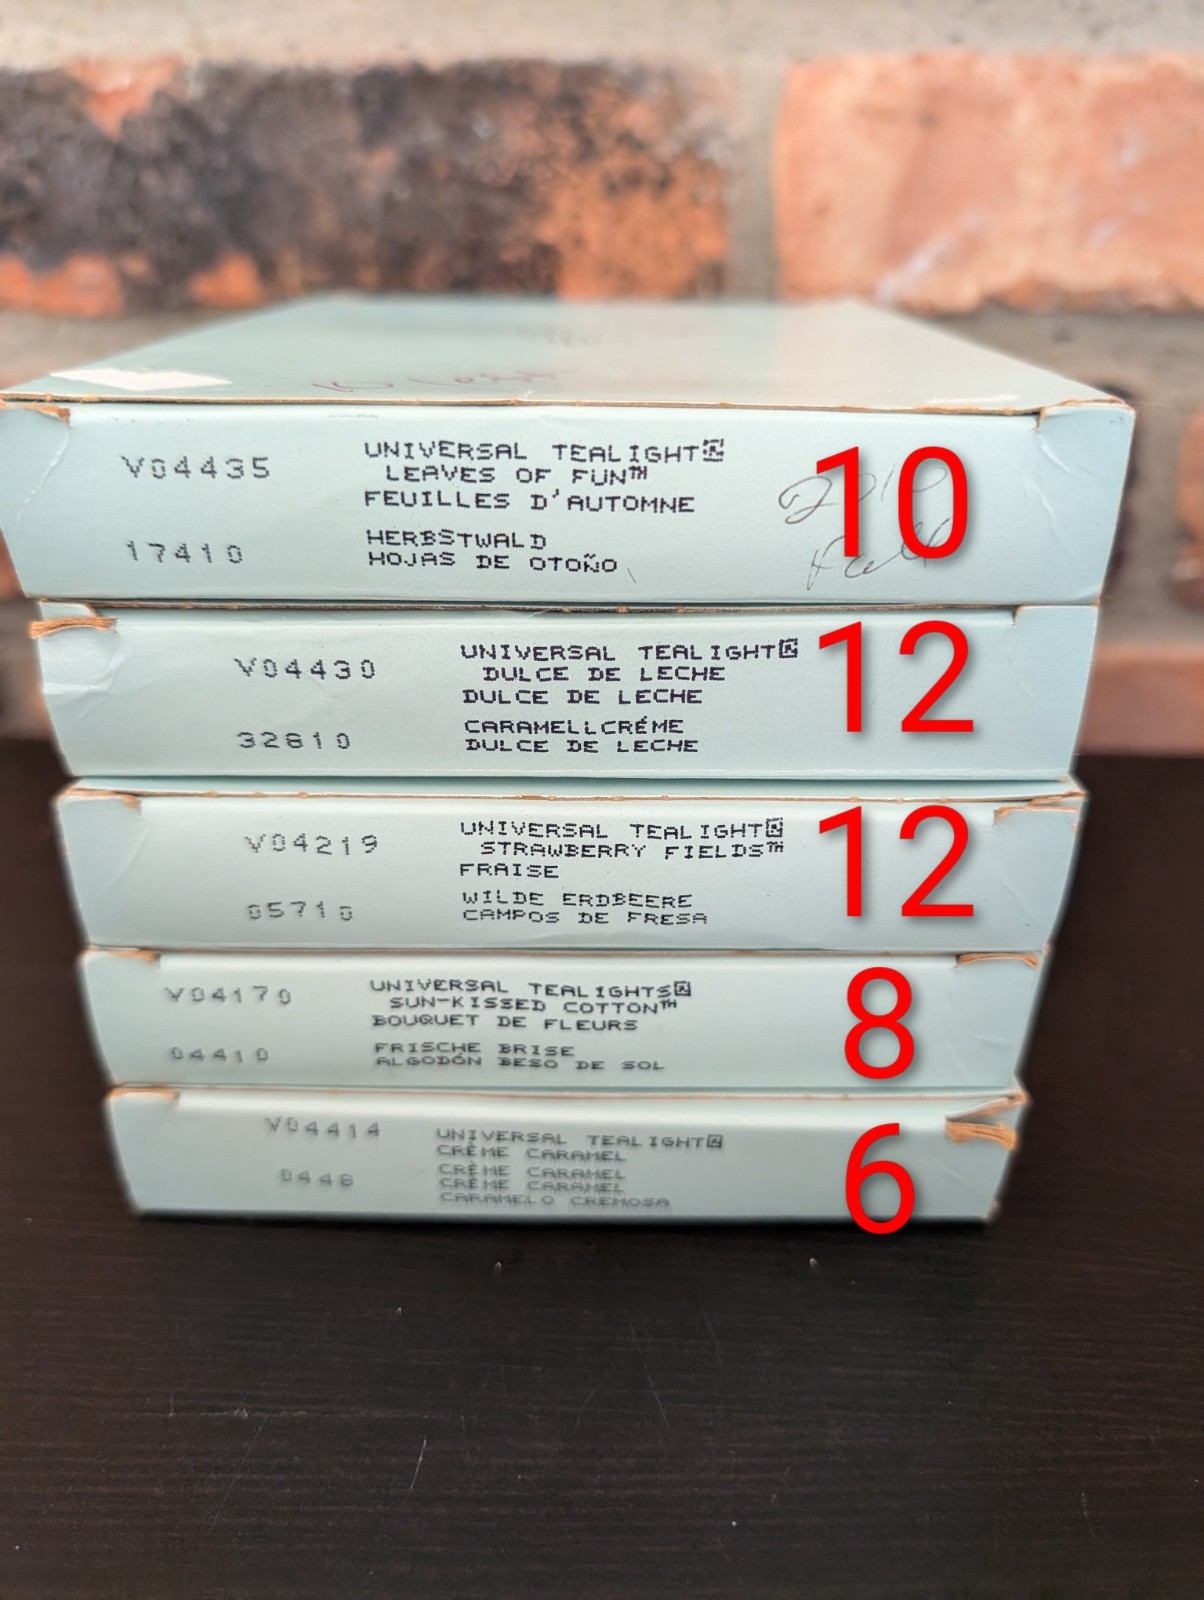 V04435
UNIVERSAL TEALIGHT®
LEAVES OF FUN™
FEUILLES D'AUTOMNE
17410
HERBSTWALD
HOJAS DE OTOÑO
2010
Fall
10
V04430
UNIVERSAL TEALIGHT®
DULCE DE LECHE
DULCE DE LECHE
32810
CARAMELLCRÉME
DULCE DE LECHE
12
V04219
UNIVERSAL TEALIGHT®
STRAWBERRY FIELDS™
FRAISE
05710
WILDE ERDBEERE
CAMPOS DE FRESA
12
V04170
UNIVERSAL TEALIGHTS®
SUN-KISSED COTTON™
BOUQUET DE FLEURS
04410
FRISCHE BRISE
ALGODÓN BESO DE SOL
8
V04414
UNIVERSAL TEALIGHT®
CRÈME CARAMEL
CRÈME CARAMEL
CRÈME CARAMEL
CARAMELO CREMOSA
6